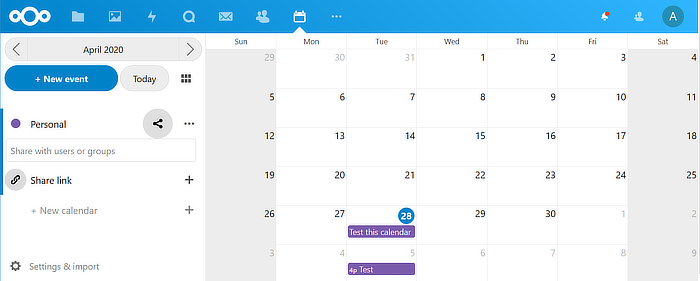 A
April 2020
+ New event
Today
Personal
Share with users or groups
Share link
+ New calendar
Settings & import
Sun Mon Tue Wed Thu Fri Sat
29 30 31 1 2 3 4
5 6 7 8 9 10 11
12 13 14 15 16 17 18
19 20 21 22 23 24 25
26 27 28 29 30 1 2
Test this calendar
3 4 5 6 7 8 9
4p Test